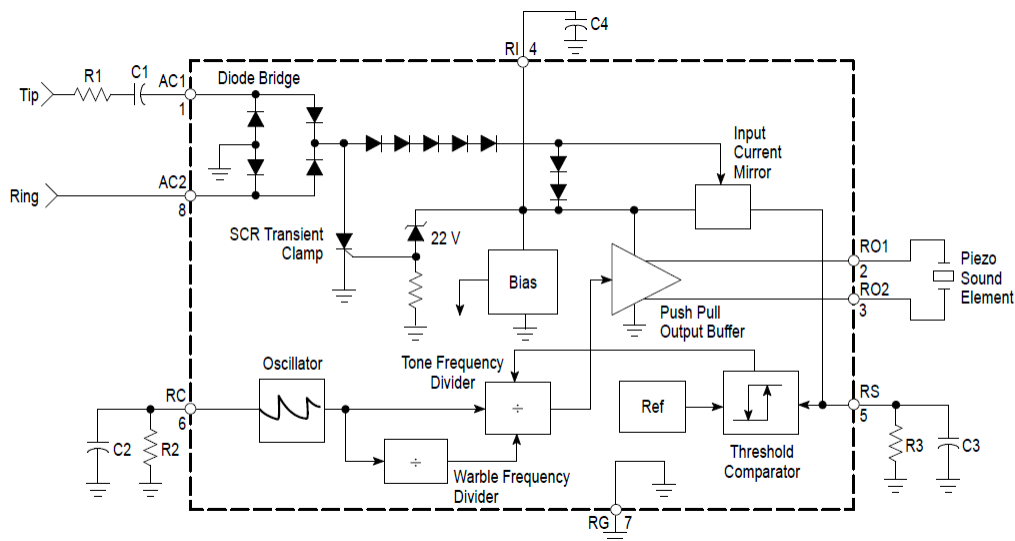 C4
RI 4
R1
C1
AC1
Diode Bridge
Tip
1
Input
Current
Mirror
AC2
Ring
8
SCR Transient
Clamp
22 V
RO1
2
Piezo
Sound
Element
Bias
RO2
3
Push Pull
Output Buffer
Oscillator
Tone Frequency
Divider
RC
6
÷
Ref
RS
5
C2
R2
÷
Warble Frequency
Divider
Threshold
Comparator
R3
C3
RG 7